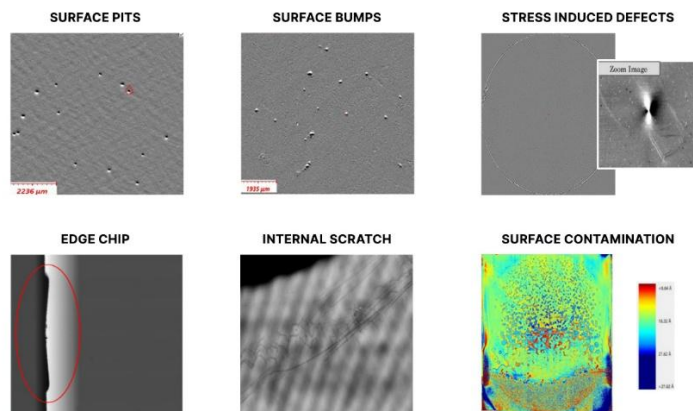 SURFACE PITS
SURFACE BUMPS
STRESS INDUCED DEFECTS
Zoom Image
2236 µm
1935 µm
EDGE CHIP
INTERNAL SCRATCH
SURFACE CONTAMINATION